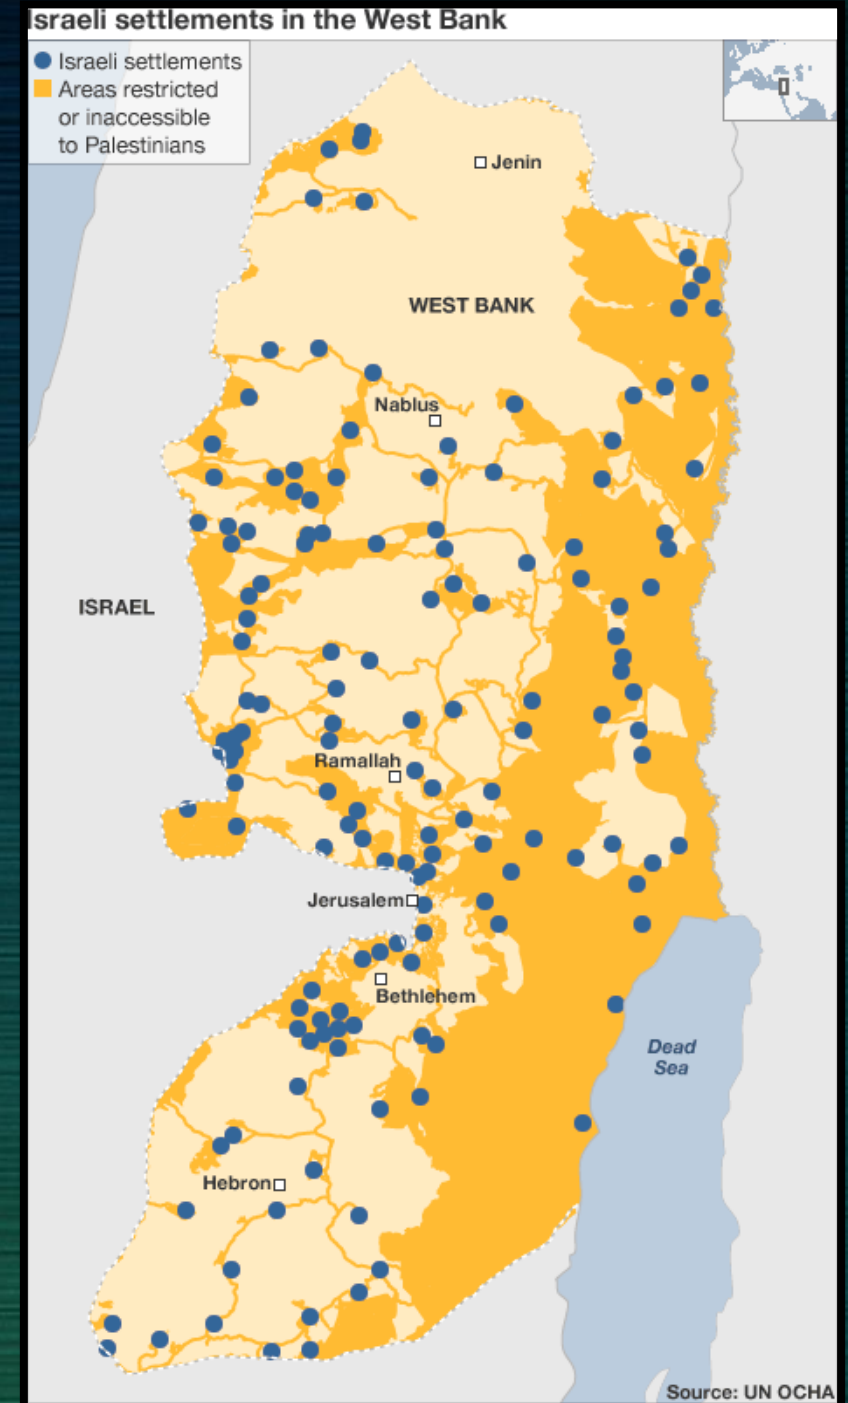 Israeli settlements in the West Bank
Israeli settlements
Areas restricted
or inaccessible
to Palestinians
Jenin
WEST BANK
Nablus
ISRAEL
Ramallah
Jerusalem
Bethlehem
Dead
Sea
Hebron
Source: UN OCHA